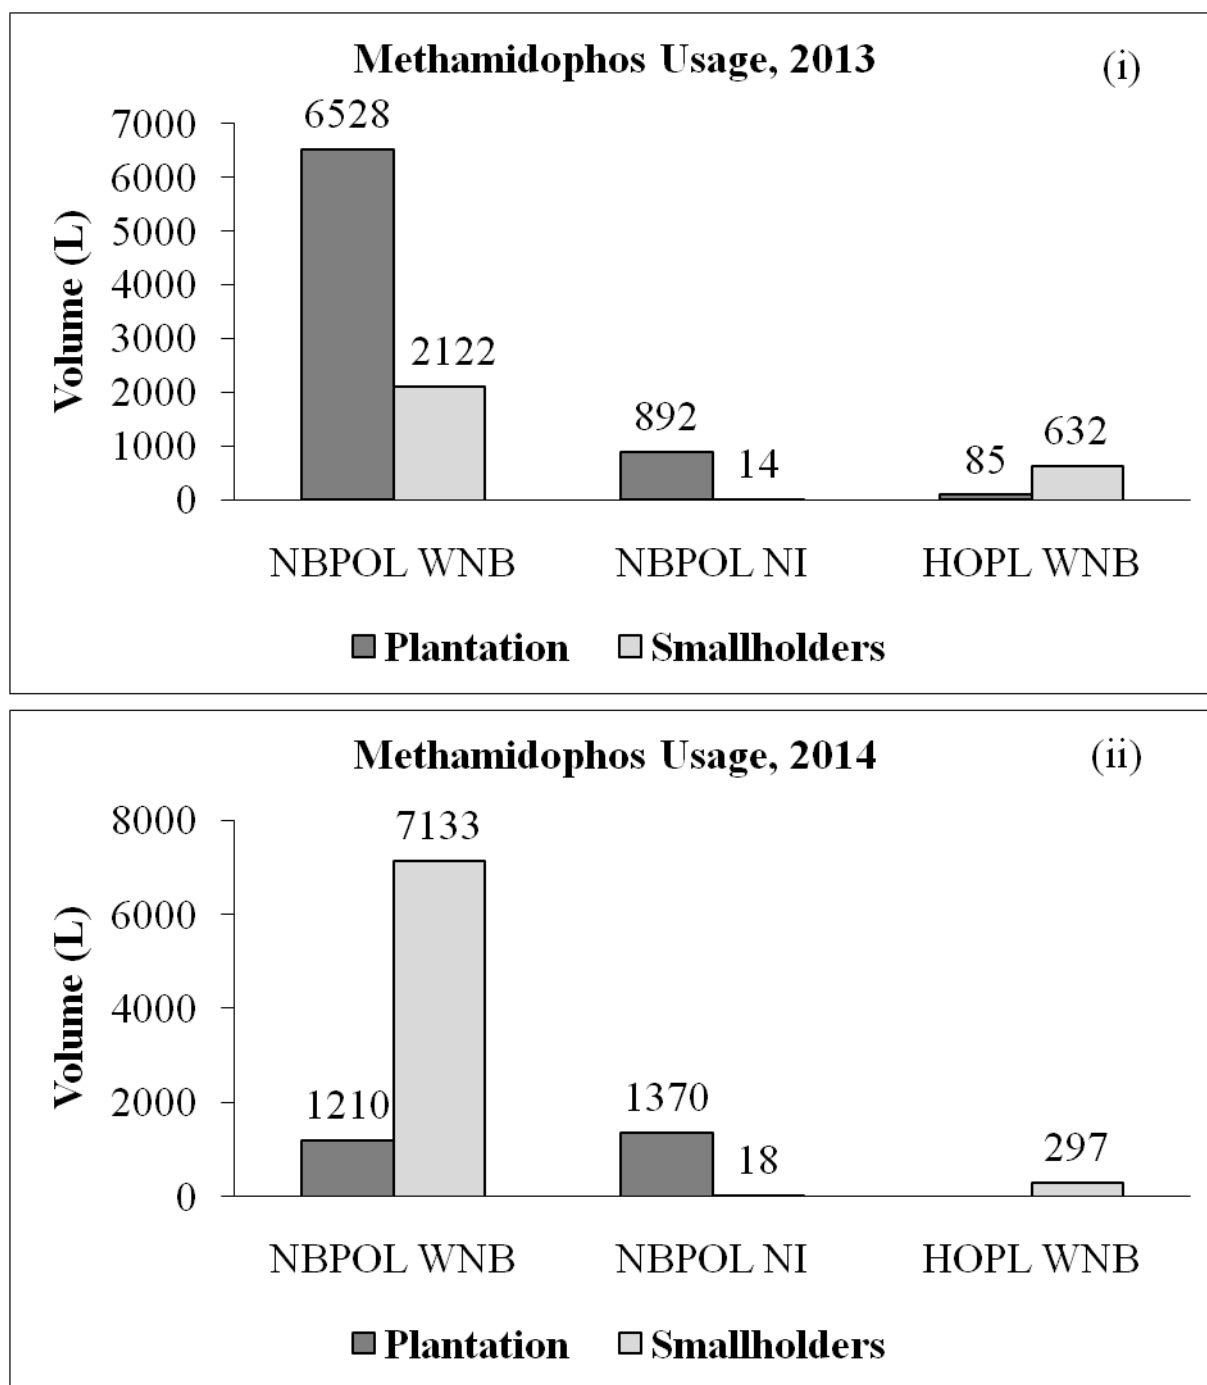 Methamidophos Usage, 2013
(i)
Volume (L)
7000
6000
5000
4000
3000
2000
1000
0
6528
2122
892
14
85
632
NBPOL WNB NBPOL NI HOPL WNB
Plantation Smallholders
Methamidophos Usage, 2014
(ii)
Volume (L)
8000
6000
4000
2000
0
1210
7133
1370
18
297
NBPOL WNB NBPOL NI HOPL WNB
Plantation Smallholders